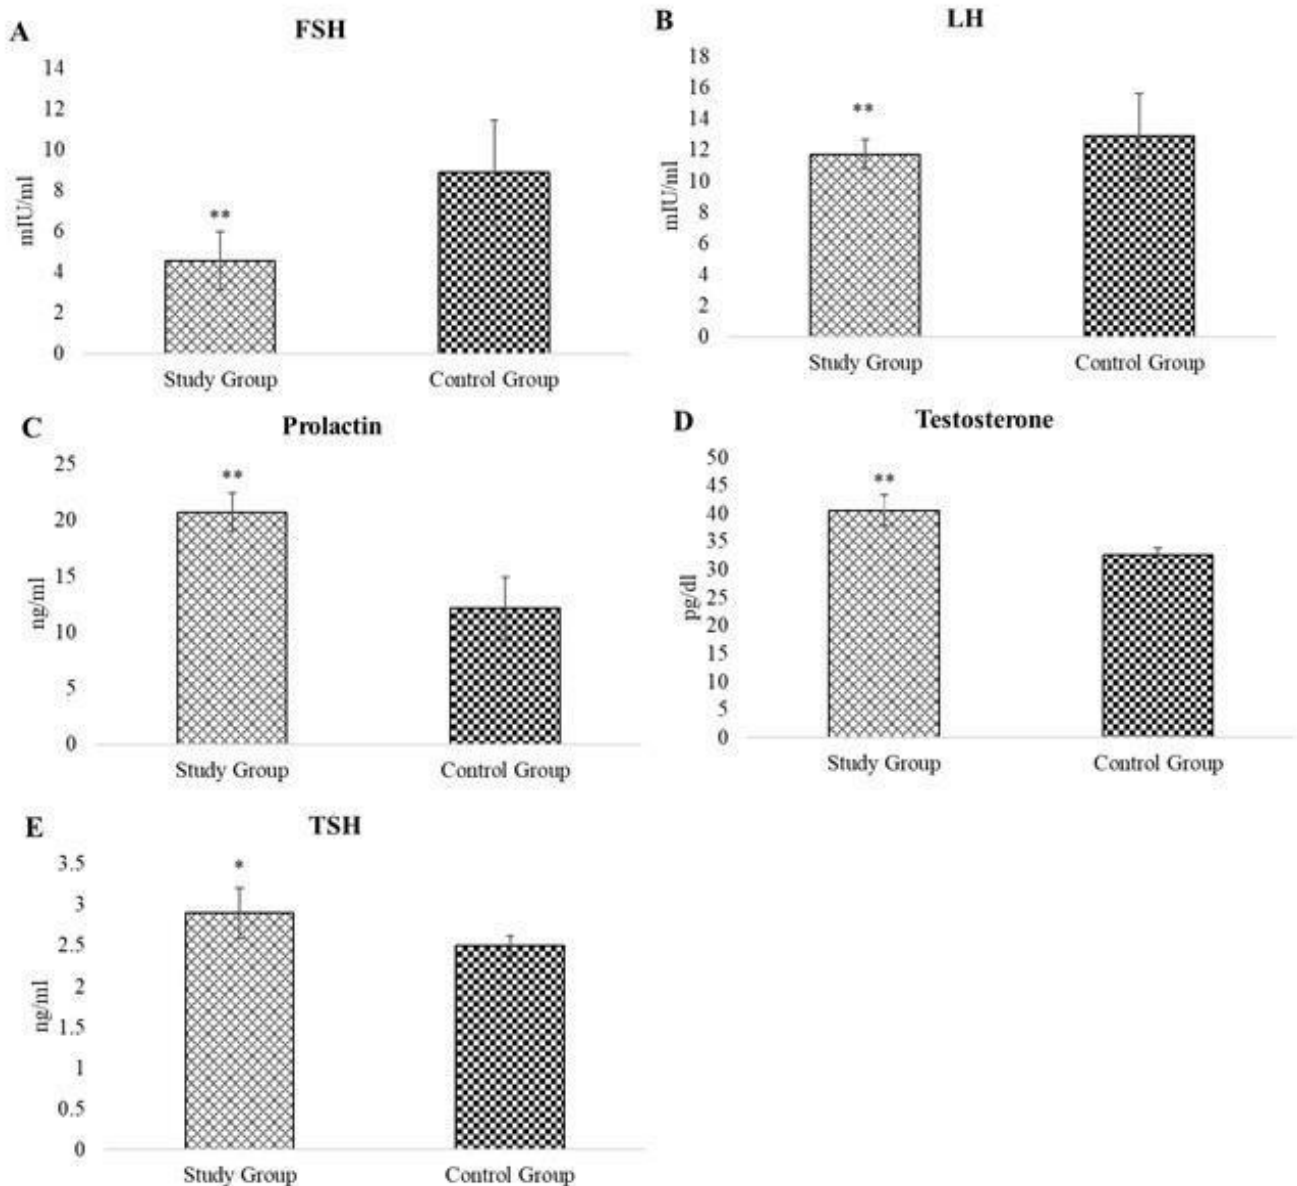 A
FSH
14
12
10
8
6
4
2
0
mIU/ml
**
Study Group
Control Group
B
LH
18
16
14
12
10
8
6
4
2
0
mIU/ml
**
Study Group
Control Group
C
Prolactin
25
20
15
10
5
0
ng/ml
**
Study Group
Control Group
D
Testosterone
50
45
40
35
30
25
20
15
10
5
0
pg/dl
**
Study Group
Control Group
E
TSH
3.5
3
2.5
2
1.5
1
0.5
0
ng/ml
*
Study Group
Control Group